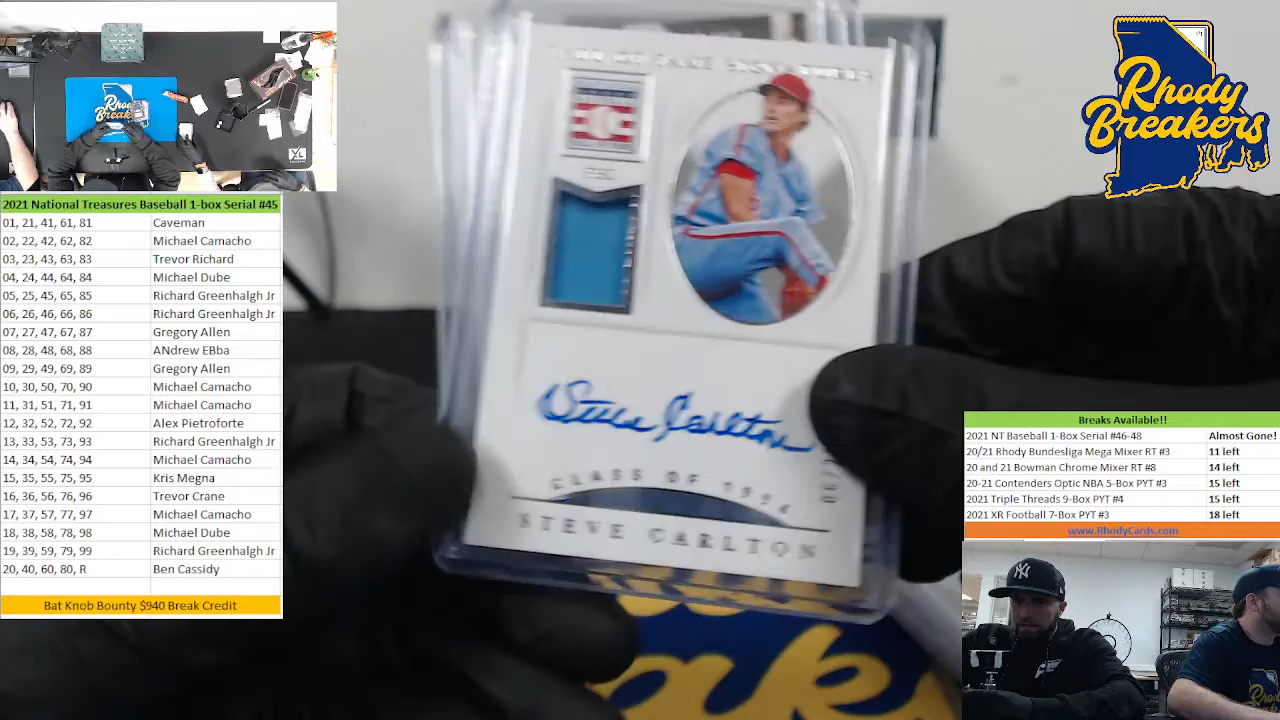 Rhody
Breakers
2021 National Treasures Baseball 1-box Serial #45
01, 21, 41, 61, 81 Caveman
02, 22, 42, 62, 82 Michael Camacho
03, 23, 43, 63, 83 Trevor Richard
04, 24, 44, 64, 84 Michael Dube
05, 25, 45, 65, 85 Richard Greenhalgh Jr
06, 26, 46, 66, 86 Richard Greenhalgh Jr
07, 27, 47, 67, 87 Gregory Allen
08, 28, 48, 68, 88 ANdrew EBba
09, 29, 49, 69, 89 Gregory Allen
10, 30, 50, 70, 90 Michael Camacho
11, 31, 51, 71, 91 Michael Camacho
12, 32, 52, 72, 92 Alex Pietroforte
13, 33, 53, 73, 93 Richard Greenhalgh Jr
14, 34, 54, 74, 94 Michael Camacho
15, 35, 55, 75, 95 Kris Megna
16, 36, 56, 76, 96 Trevor Crane
17, 37, 57, 77, 97 Michael Camacho
18, 38, 58, 78, 98 Michael Dube
19, 39, 59, 79, 99 Richard Greenhalgh Jr
20, 40, 60, 80, R Ben Cassidy
Bat Knob Bounty $940 Break Credit
Steve Carlton
CLASS OF 1994
STEVE CARLTON
Rhody
Breakers
Breaks Available!!
2021 NT Baseball 1-Box Serial #46-48 Almost Gone!
20/21 Rhody Bundesliga Mega Mixer RT #3 11 left
20 and 21 Bowman Chrome Mixer RT #8 14 left
20-21 Contenders Optic NBA 5-Box PYT #3 15 left
2021 Triple Threads 9-Box PYT #4 15 left
2021 XR Football 7-Box PYT #3 18 left
www.RhodyCards.com